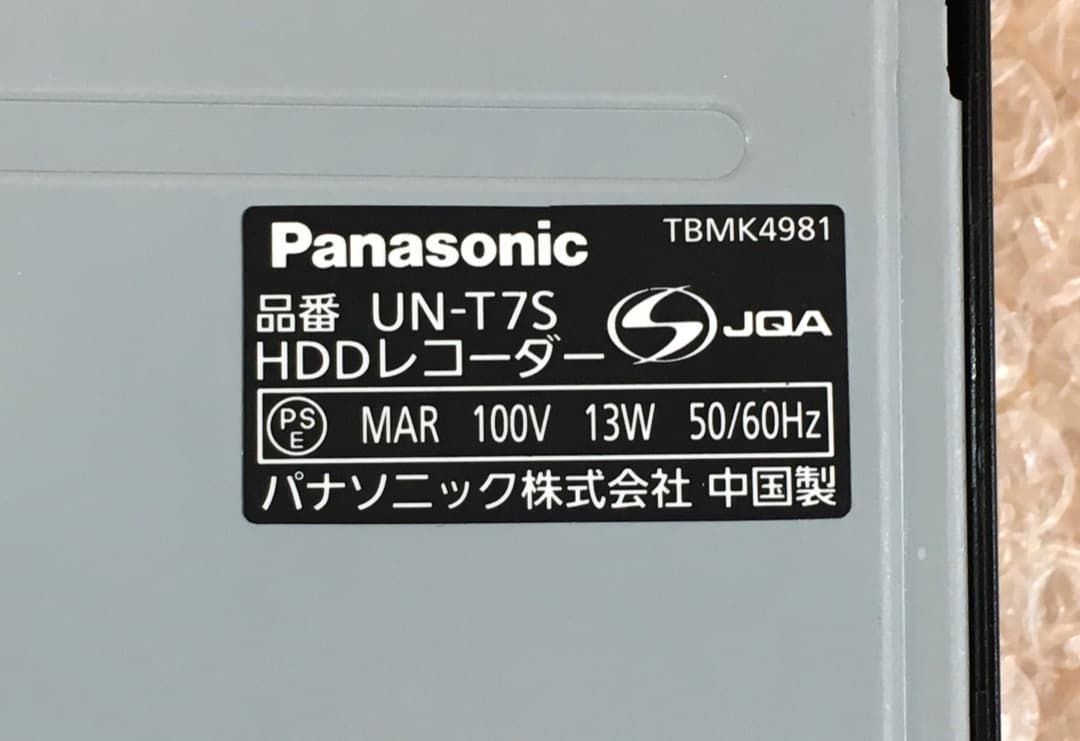 Panasonic TBMK4981
品番 UN-T7S
HDDレコーダー
JQA
PSE MAR 100V 13W 50/60Hz
パナソニック株式会社 中国製